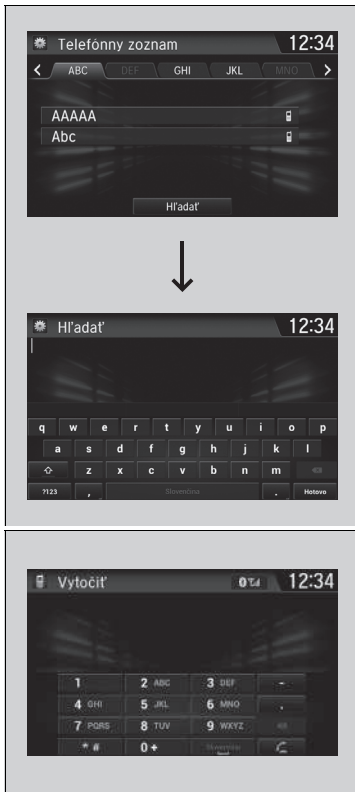 Telefónny zoznam 12:34
ABC DEF GHI JKL MNO
AAAAA
Abc
Hľadať
Hľadať 12:34
q w e r t y u i o p
a s d f g h j k l
z x c v b n m
?123 , Slovenčina . Hotovo
Vytočiť 12:34
1 2 ABC 3 DEF -
4 GHI 5 JKL 6 MNO .
7 PQRS 8 TUV 9 WXYZ
* # 0 + Slovenčina